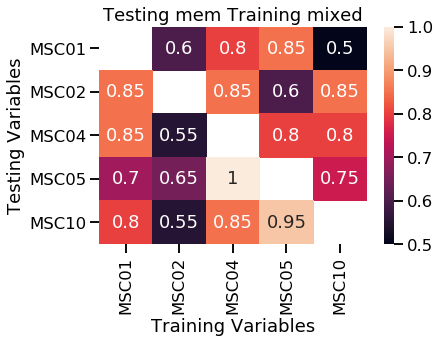 Testing mem Training mixed
MSC01 0.6 0.8 0.85 0.5
MSC02 0.85 0.85 0.6 0.85
MSC04 0.85 0.55 0.8 0.8
MSC05 0.7 0.65 1 0.75
MSC10 0.8 0.55 0.85 0.95
Testing Variables
MSC01 MSC02 MSC04 MSC05 MSC10
Training Variables
1.0
0.9
0.8
0.7
0.6
0.5